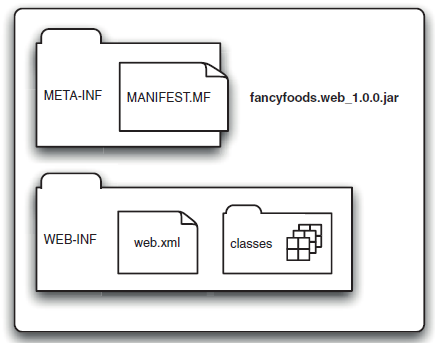 META-INF
MANIFEST.MF
fancyfoods.web_1.0.0.jar
WEB-INF
web.xml
classes